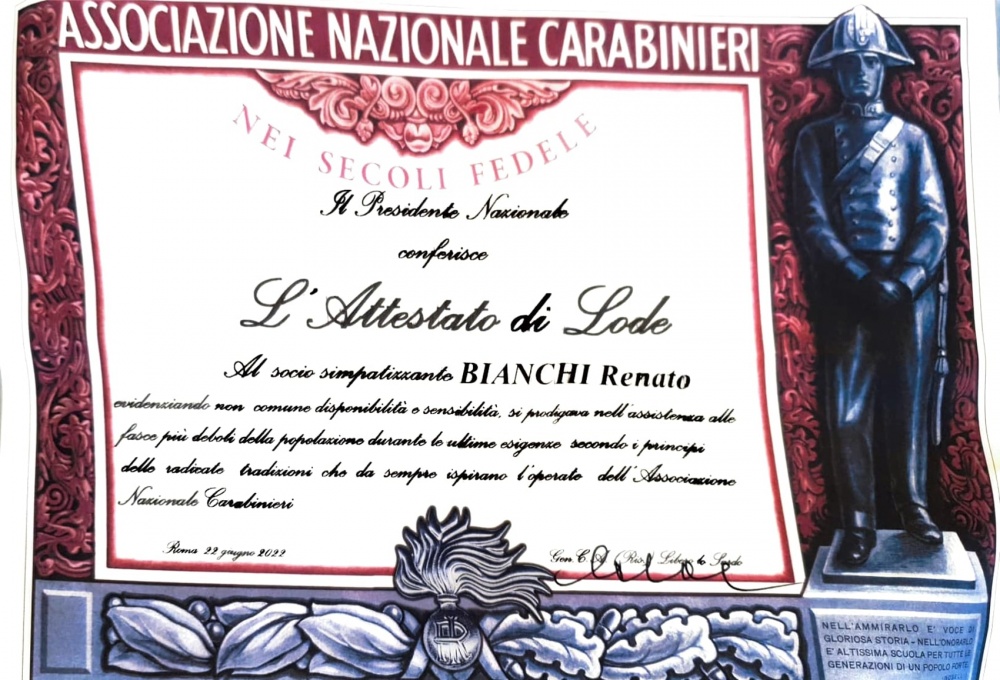 ASSOCIAZIONE NAZIONALE CARABINIERI
NEI SECOLI FEDELE
Il Presidente Nazionale
conferisce
L'Attestato di Lode
Al socio simpatizzante BIANCHI Renato
evidenziando non comune disponibilità e sensibilità, si prodigava nell'assistenza alle
fasce più deboli della popolazione durante le ultime esigenze secondo i principi
delle radicate tradizioni che da sempre ispirano l'operato dell'Associazione
Nazionale Carabinieri
Roma 22 giugno 2022
Gen. C. A. (Ris.) Libero lo Sardo
NELL'AMMIRARLO E' VOCE DI
GLORIOSA STORIA - NELL'ONORARLO
E' ALTISSIMA SCUOLA PER TUTTE LE
GENERAZIONI DI UN POPOLO FORTE